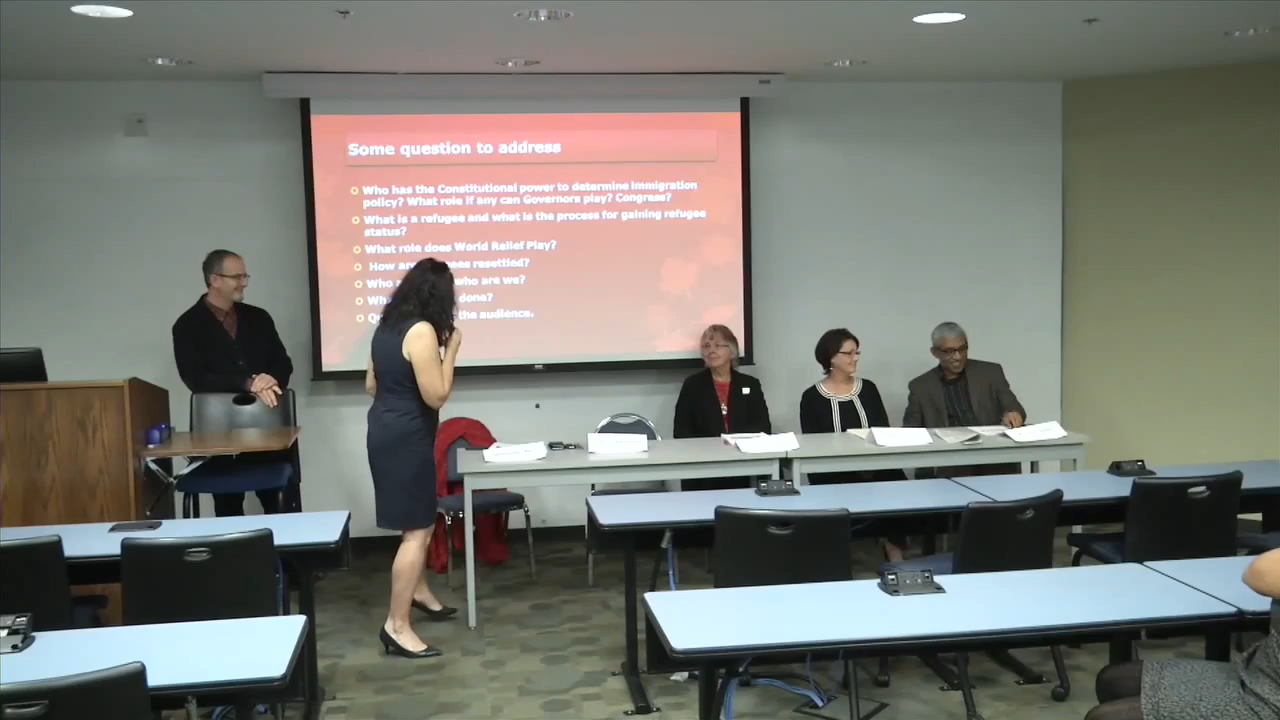 Some question to address
Who has the Constitutional power to determine immigration
policy? What role if any can Governors play? Congress?
What is a refugee and what is the process for gaining refugee
status?
What role does World Relief Play?
How are resettled?
Who who are we?
done?
the audience.